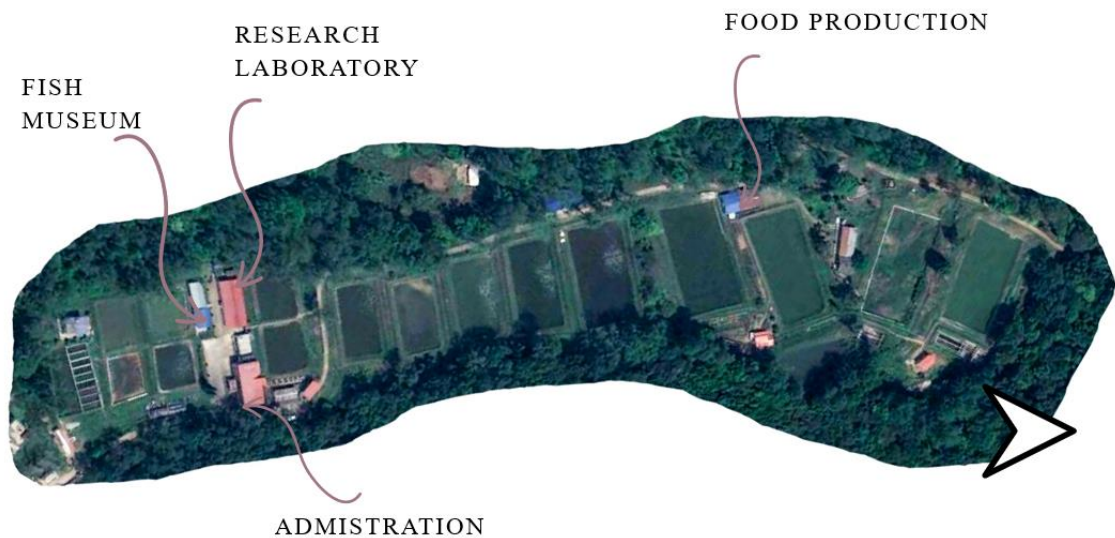 RESEARCH
LABORATORY
FOOD PRODUCTION
FISH
MUSEUM
ADMISTRATION